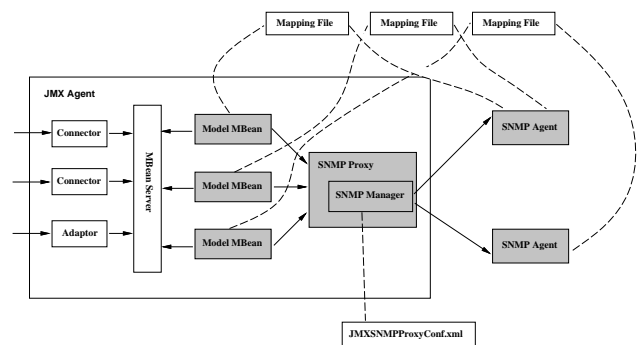 Mapping File
Mapping File
Mapping File
JMX Agent
Connector
Connector
Adaptor
MBean Server
Model MBean
Model MBean
Model MBean
SNMP Proxy
SNMP Manager
SNMP Agent
SNMP Agent
JMXSNMPProxyConf.xml